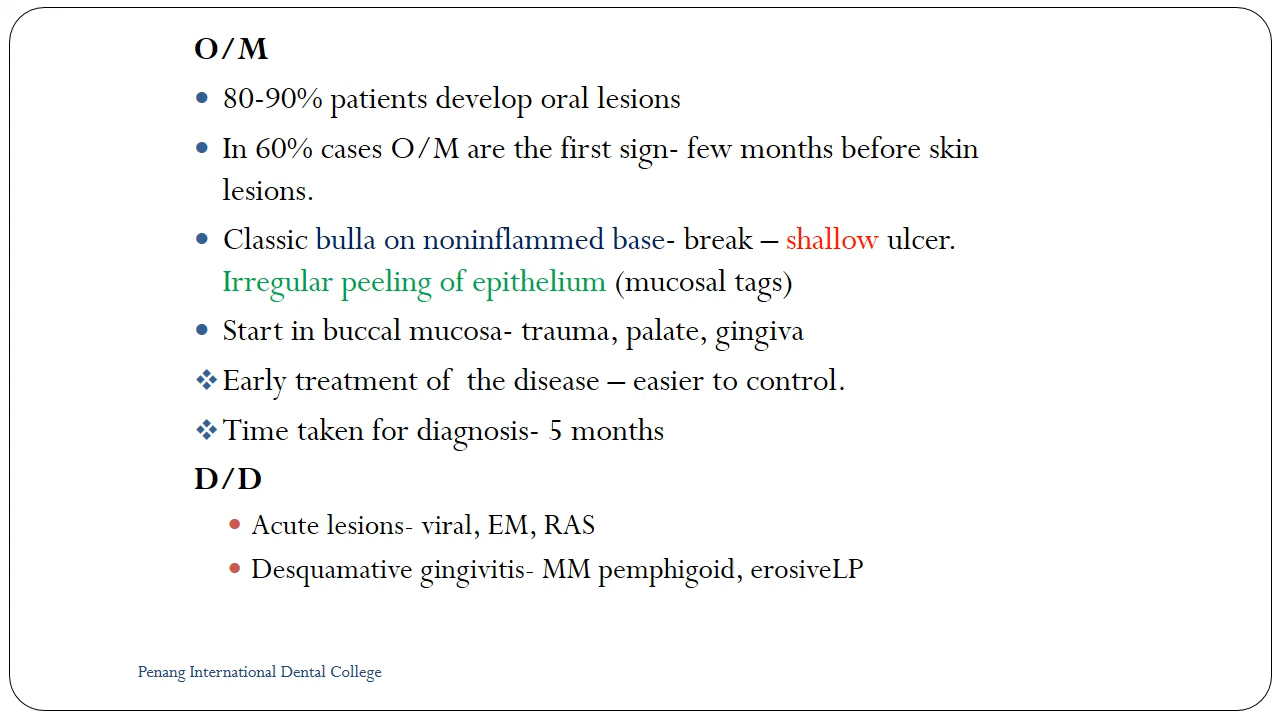 O/M
80-90% patients develop oral lesions
In 60% cases O/M are the first sign- few months before skin
lesions.
Classic bulla on noninflammed base- break – shallow ulcer.
Irregular peeling of epithelium (mucosal tags)
Start in buccal mucosa- trauma, palate, gingiva
Early treatment of  the disease – easier to control.
Time taken for diagnosis- 5 months
D/D
Acute lesions- viral, EM, RAS
Desquamative gingivitis- MM pemphigoid, erosiveLP
Penang International Dental College